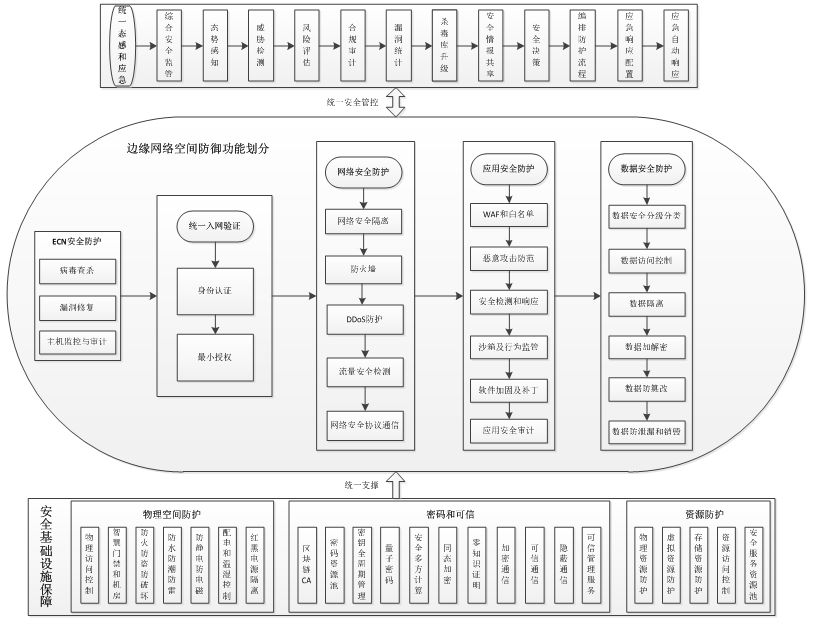 统一态感和应急
综合安全监管
态势感知
威胁检测
风险评估
合规审计
漏洞统计
杀毒库升级
安全情报共享
安全决策
编排防护流程
应急响应配置
应急自动响应
统一安全管控
边缘网络空间防御功能划分
ECN安全防护
病毒查杀
漏洞修复
主机监控与审计
统一入网验证
身份认证
最小授权
网络安全防护
网络安全隔离
防火墙
DDoS防护
流量安全检测
网络安全协议通信
应用安全防护
WAF和白名单
恶意攻击防范
安全检测和响应
沙箱及行为监管
软件加固及补丁
应用安全审计
数据安全防护
数据安全分级分类
数据访问控制
数据隔离
数据加解密
数据防篡改
数据防泄漏和销毁
统一支撑
安全基础设施保障
物理空间防护
物理访问控制
智慧门禁和机房
防火防盗防破坏
防水防潮防雷
防静电防电磁
配电和温湿控制
红黑电源隔离
密码和可信
区块链CA
密码资源池
密钥全周期管理
量子密码
安全多方计算
同态加密
零知识证明
加密通信
可信通信
隐蔽通信
可信管理服务
资源防护
物理资源防护
虚拟资源防护
存储资源防护
资源访问控制
安全服务资源池